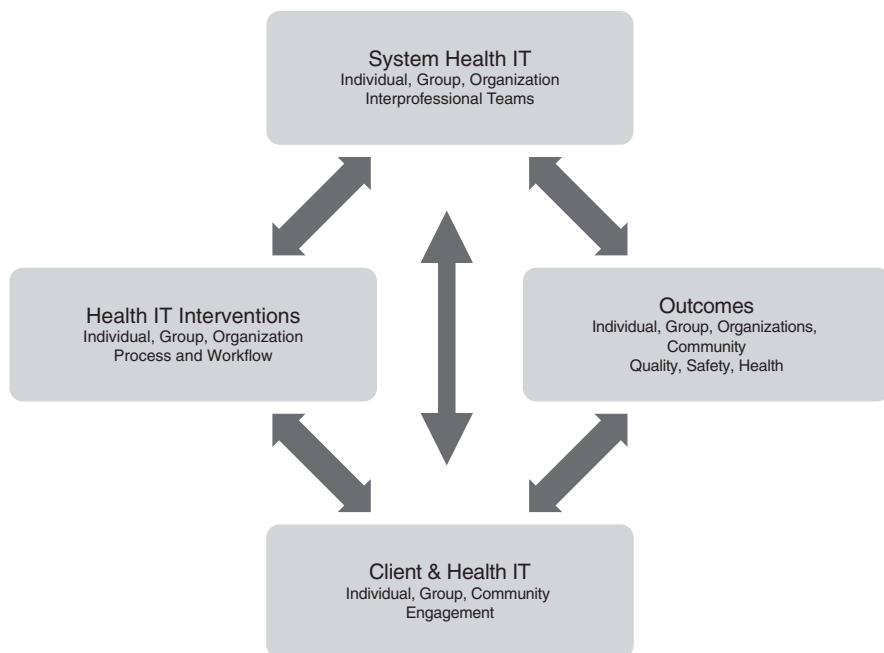 System Health IT
Individual, Group, Organization
Interprofessional Teams
Health IT Interventions
Individual, Group, Organization
Process and Workflow
Outcomes
Individual, Group, Organizations,
Community
Quality, Safety, Health
Client & Health IT
Individual, Group, Community
Engagement